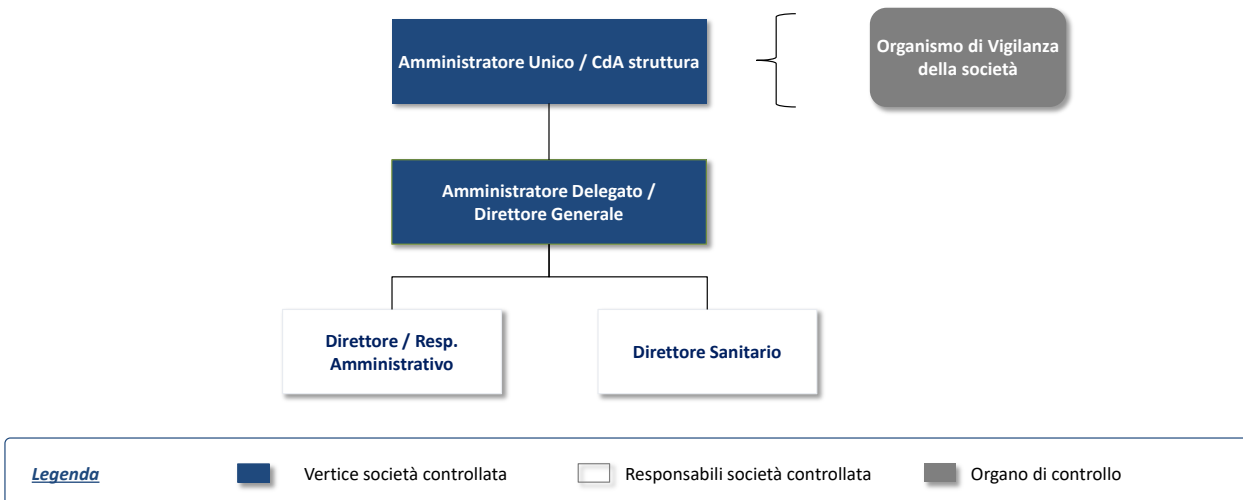 Amministratore Unico / CdA struttura
Organismo di Vigilanza
della società
Amministratore Delegato /
Direttore Generale
Direttore / Resp.
Amministrativo
Direttore Sanitario
Legenda
Vertice società controllata
Responsabili società controllata
Organo di controllo